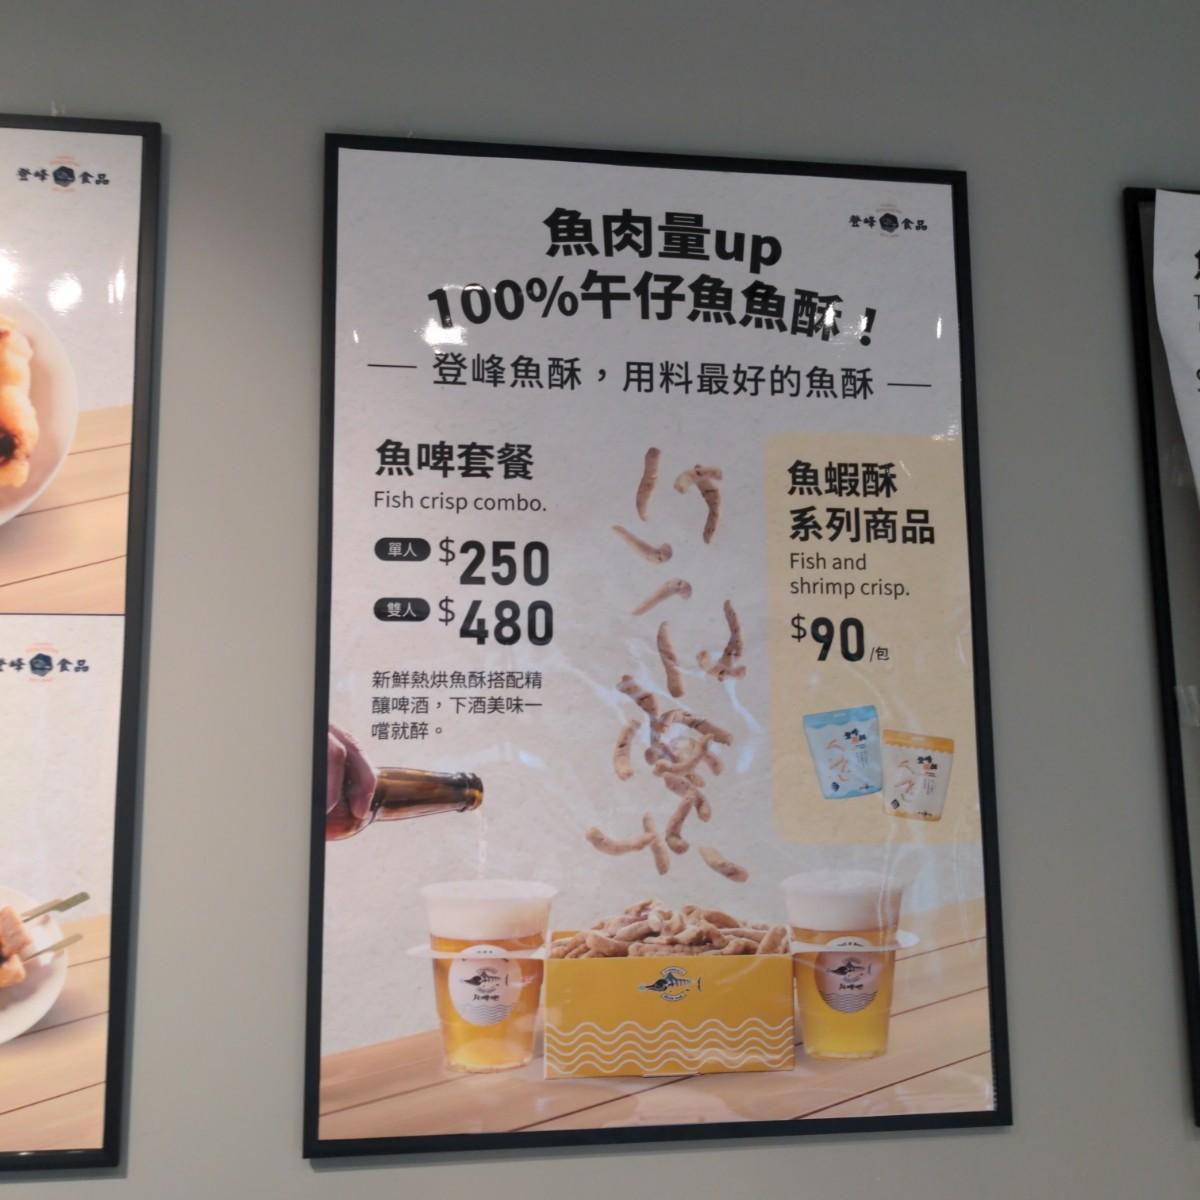 登峰 食品
登峰 食品
登峰 食品
魚肉量up
100%午仔魚魚酥！
登峰魚酥，用料最好的魚酥
魚啤套餐
Fish crisp combo.
單人 $250
雙人 $480
新鮮熱烘魚酥搭配精
釀啤酒，下酒美味一
嚐就醉。
魚蝦酥
系列商品
Fish and
shrimp crisp.
$90/包